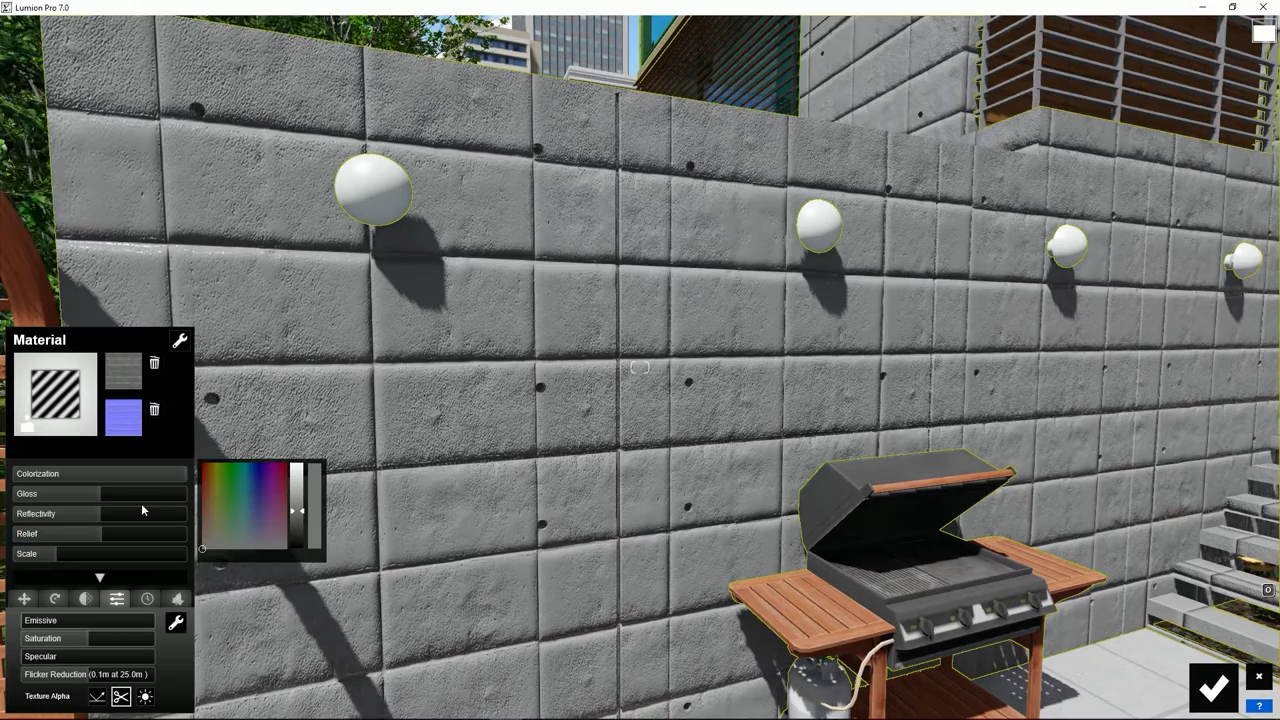 Lumion Pro 7.0
Material
Colorization
Gloss
Reflectivity
Relief
Scale
Emissive
Saturation
Specular
Flicker Reduction (0.1m at 25.0m )
Texture Alpha
O
?